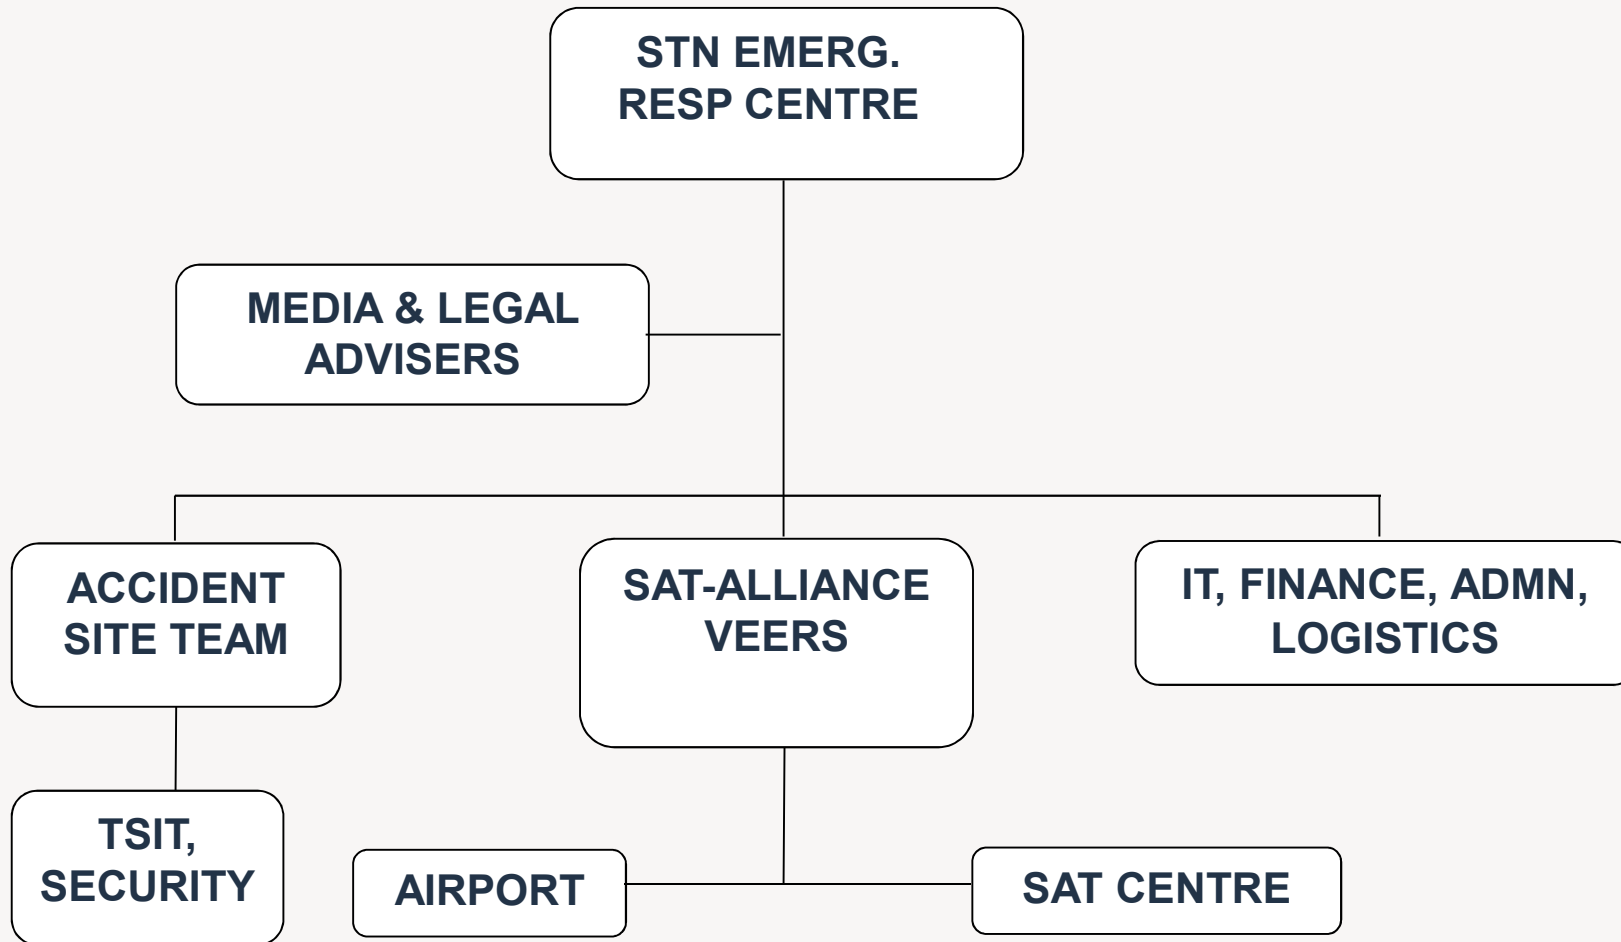 STN EMERG.
RESP CENTRE
MEDIA & LEGAL
ADVISERS
ACCIDENT
SITE TEAM
SAT-ALLIANCE
VEERS
IT, FINANCE, ADMN,
LOGISTICS
TSIT,
SECURITY
AIRPORT
SAT CENTRE